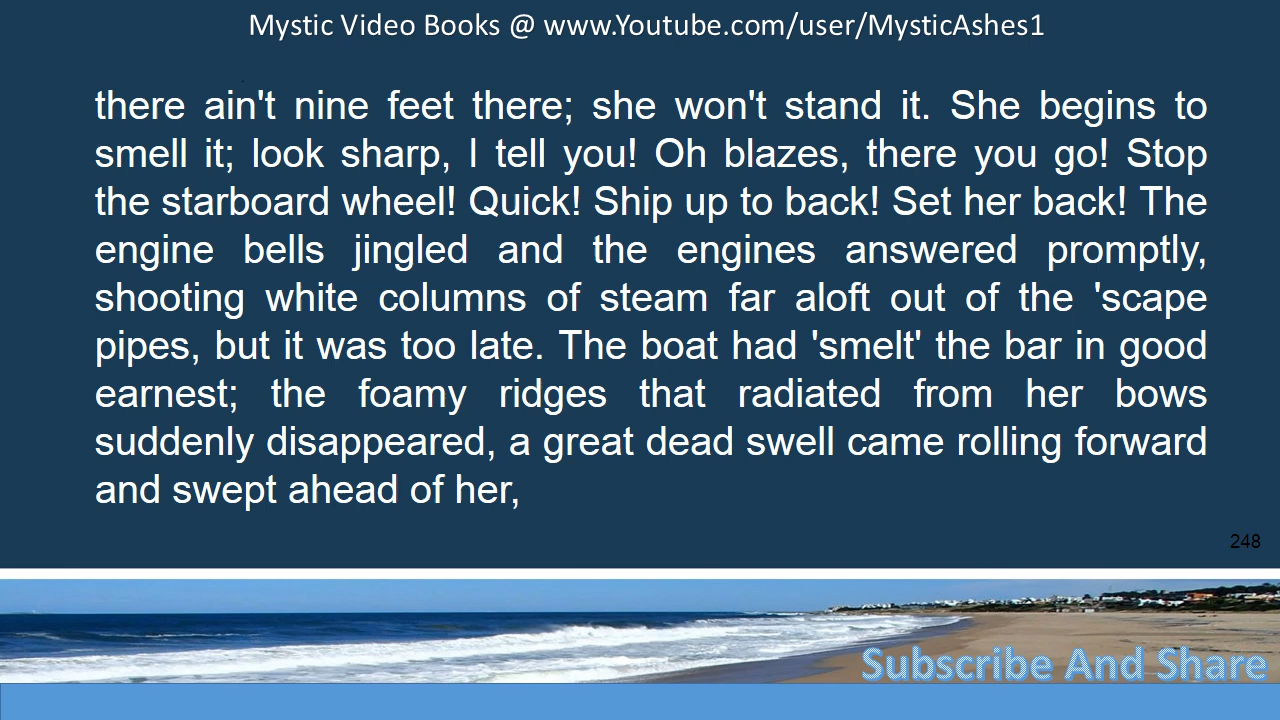 Mystic Video Books @ www.Youtube.com/user/MysticAshes1
there ain't nine feet there; she won't stand it. She begins to
smell it; look sharp, I tell you! Oh blazes, there you go! Stop
the starboard wheel! Quick! Ship up to back! Set her back! The
engine bells jingled and the engines answered promptly,
shooting white columns of steam far aloft out of the 'scape
pipes, but it was too late. The boat had 'smelt' the bar in good
earnest; the foamy ridges that radiated from her bows
suddenly disappeared, a great dead swell came rolling forward
and swept ahead of her,
248
Subscribe And Share